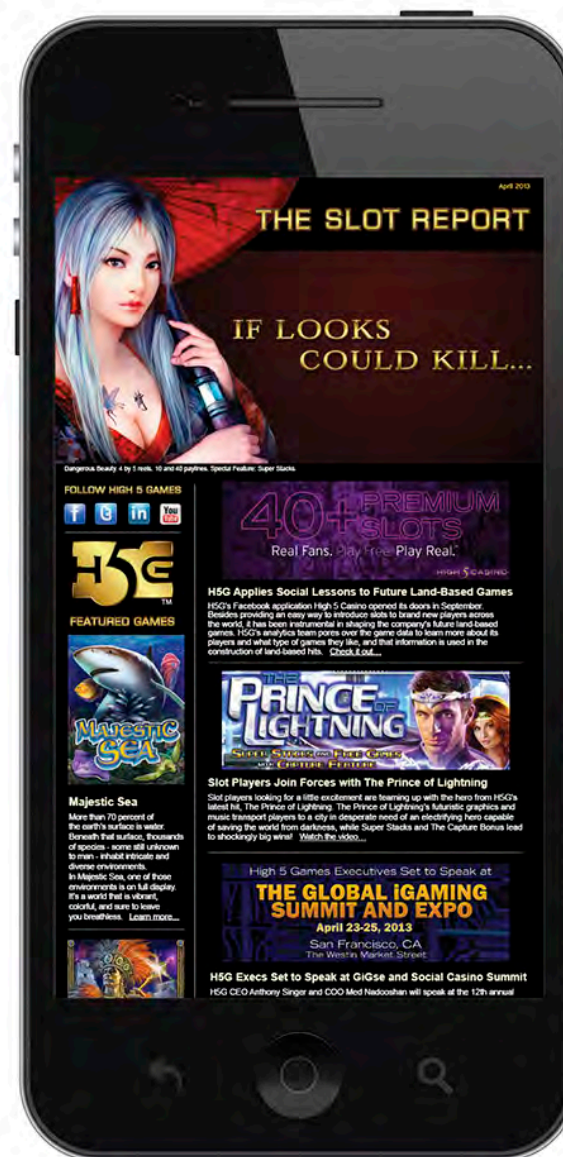 April 2013
THE SLOT REPORT
IF LOOKS
COULD KILL...
Dangerous Beauty. 4 by 5 reels. 10 and 40 paylines. Special Feature: Super Stacks
FOLLOW HIGH 5 GAMES
f t in You Tube
H5G TM
FEATURED GAMES
MAJESTIC
SEA
Majestic Sea
More than 70 percent of
the earth's surface is water.
Beneath that surface, thousands
of species - some still unknown
to man - inhabit intricate and
diverse environments.
In Majestic Sea, one of those
environments is on full display.
It's a world that is vibrant,
colorful, and sure to leave
you breathless. Learn more...
40+ PREMIUM
SLOTS
Real Fans. Play Free. Play Real.
HIGH 5 CASINO
H5G Applies Social Lessons to Future Land-Based Games
H5G's Facebook application High 5 Casino opened its doors in September.
Besides providing an easy way to introduce slots to brand new players across
the world, it has been instrumental in shaping the company's future land-based
games. H5G's analytics team pores over the game data to learn more about its
players and what type of games they like, and that information is used in the
construction of land-based hits. Check it out...
THE
PRINCE OF
LIGHTNING
SUPER STACKS AND FREE GAMES
WITH CAPTURE FEATURE
Slot Players Join Forces with The Prince of Lightning
Slot players looking for a little excitement are teaming up with the hero from H5G's
latest hit, The Prince of Lightning. The Prince of Lightning's futuristic graphics and
music transport players to a city in desperate need of an electrifying hero capable
of saving the world from darkness, while Super Stacks and The Capture Bonus lead
to shockingly big wins! Watch the video...
High 5 Games Executives Set to Speak at
THE GLOBAL iGAMING
SUMMIT AND EXPO
April 23-25, 2013
San Francisco, CA
The Westin Market Street
H5G Execs Set to Speak at GiGse and Social Casino Summit
H5G CEO Anthony Singer and COO Med Nadooshan will speak at the 12th annual